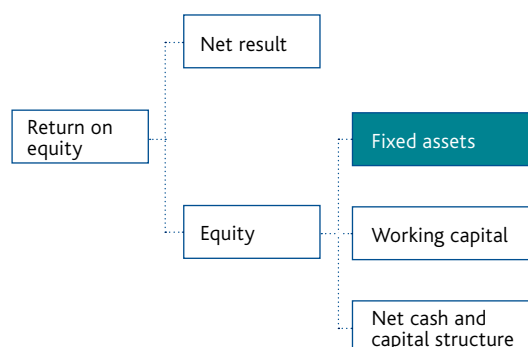 Net result
Return on
equity
Fixed assets
Equity
Working capital
Net cash and
capital structure